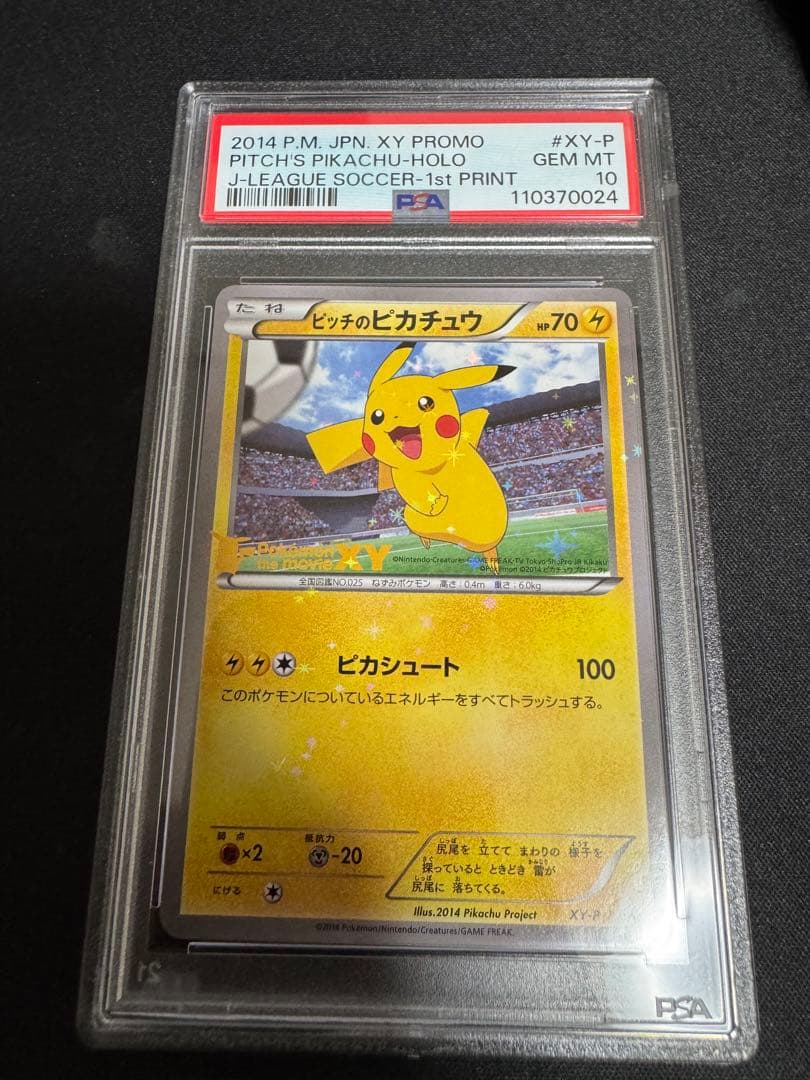 2014 P.M. JPN. XY PROMO #XY-P
PITCH'S PIKACHU-HOLO GEM MT
J-LEAGUE SOCCER-1st PRINT 10
PSA 110370024
たね ピッチのピカチュウ HP70
Pokémon
the movie XY
©Nintendo・Creatures・GAME FREAK・TV Tokyo・ShoPro・JR Kikaku
©Pokémon ©2014 ピカチュウプロジェクト
全国図鑑NO.025 ねずみポケモン 高さ:0.4m 重さ:6.0kg
ピカシュート 100
このポケモンについているエネルギーをすべてトラッシュする。
弱点 抵抗力
×2 -20
にげる
尻尾を 立てて まわりの 様子を
探っていると ときどき 雷が
尻尾に 落ちてくる。
Illus.2014 Pikachu Project XY-P
Pokémon/Nintendo/Creatures/GAME FREAK.
PSA